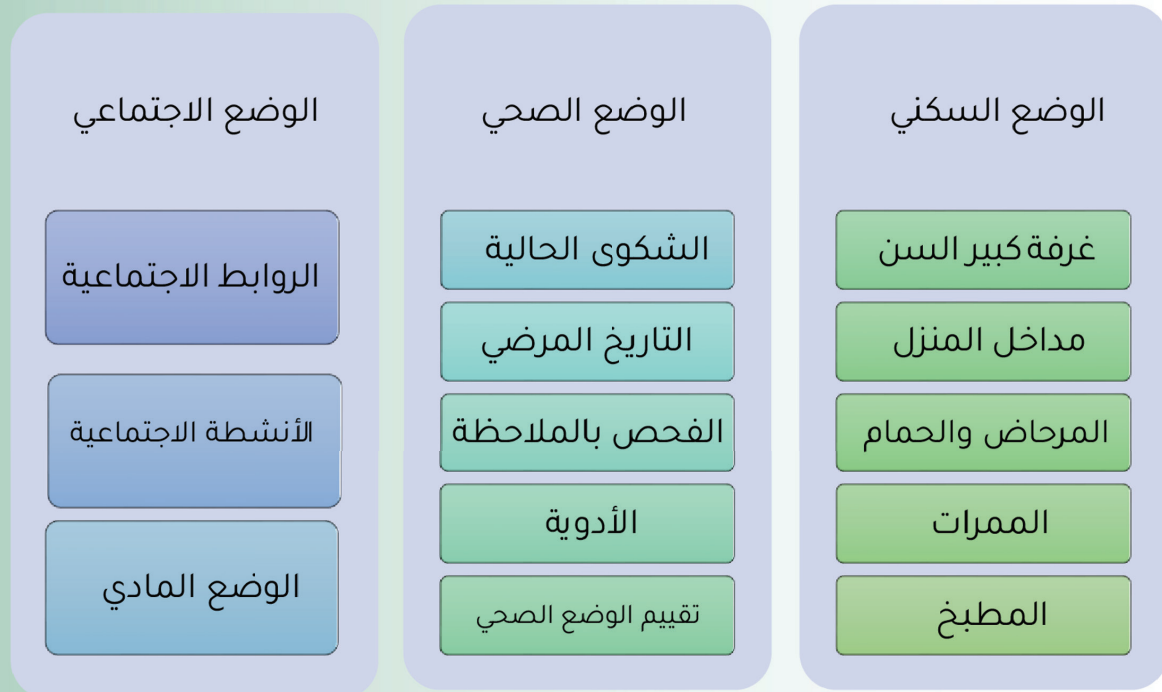 الوضع السكني
غرفة كبير السن
مداخل المنزل
المرحاض والحمام
الممرات
المطبخ
الوضع الصحي
الشكوى الحالية
التاريخ المرضي
الفحص بالملاحظة
الأدوية
تقييم الوضع الصحي
الوضع الاجتماعي
الروابط الاجتماعية
الأنشطة الاجتماعية
الوضع المادي